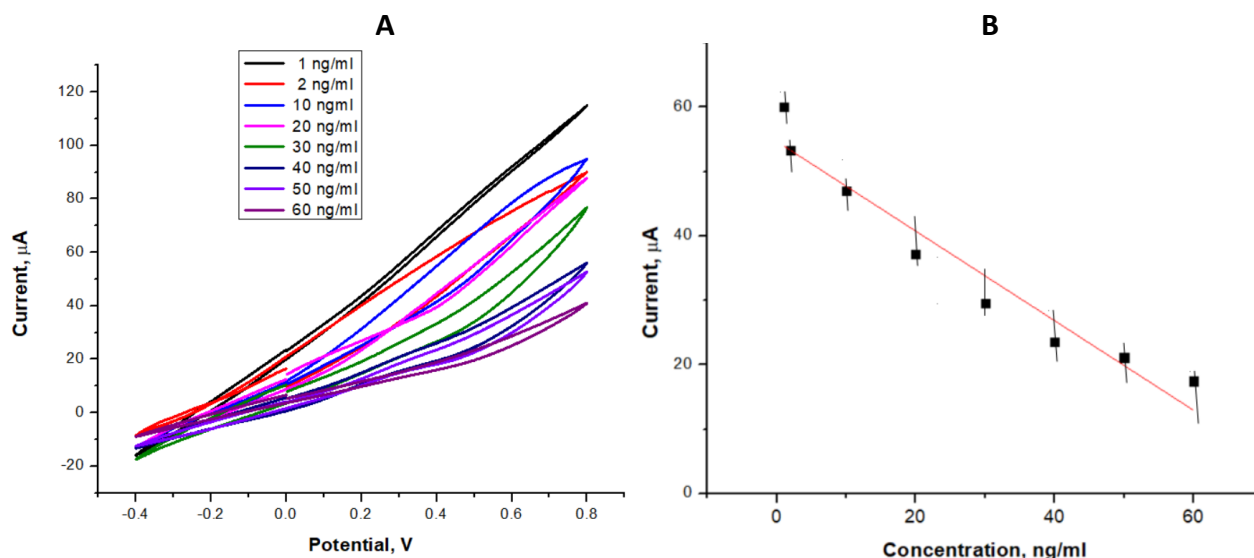 A
1 ng/ml
2 ng/ml
10 ngml
20 ng/ml
30 ng/ml
40 ng/ml
50 ng/ml
60 ng/ml
120
100
80
60
40
20
0
-20
-0.4 -0.2 0.0 0.2 0.4 0.6 0.8
Current, μA
Potential, V
B
60
40
20
0
0 20 40 60
Current, μA
Concentration, ng/ml